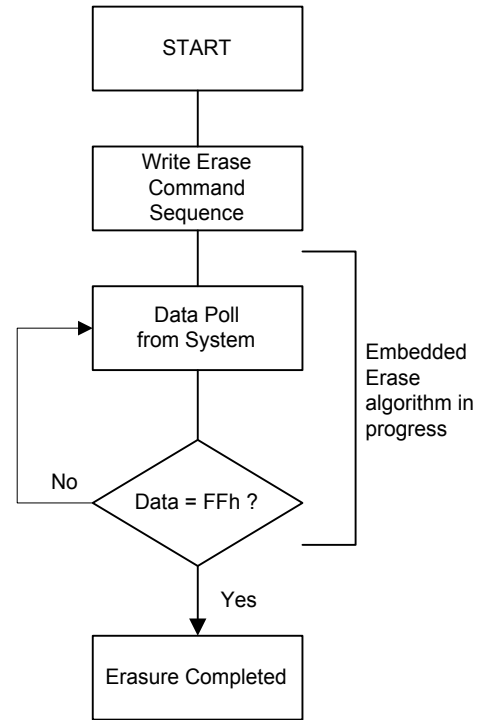 START
Write Erase
Command
Sequence
Data Poll
from System
Embedded
Erase
algorithm in
progress
No
Data = FFh ?
Yes
Erasure Completed